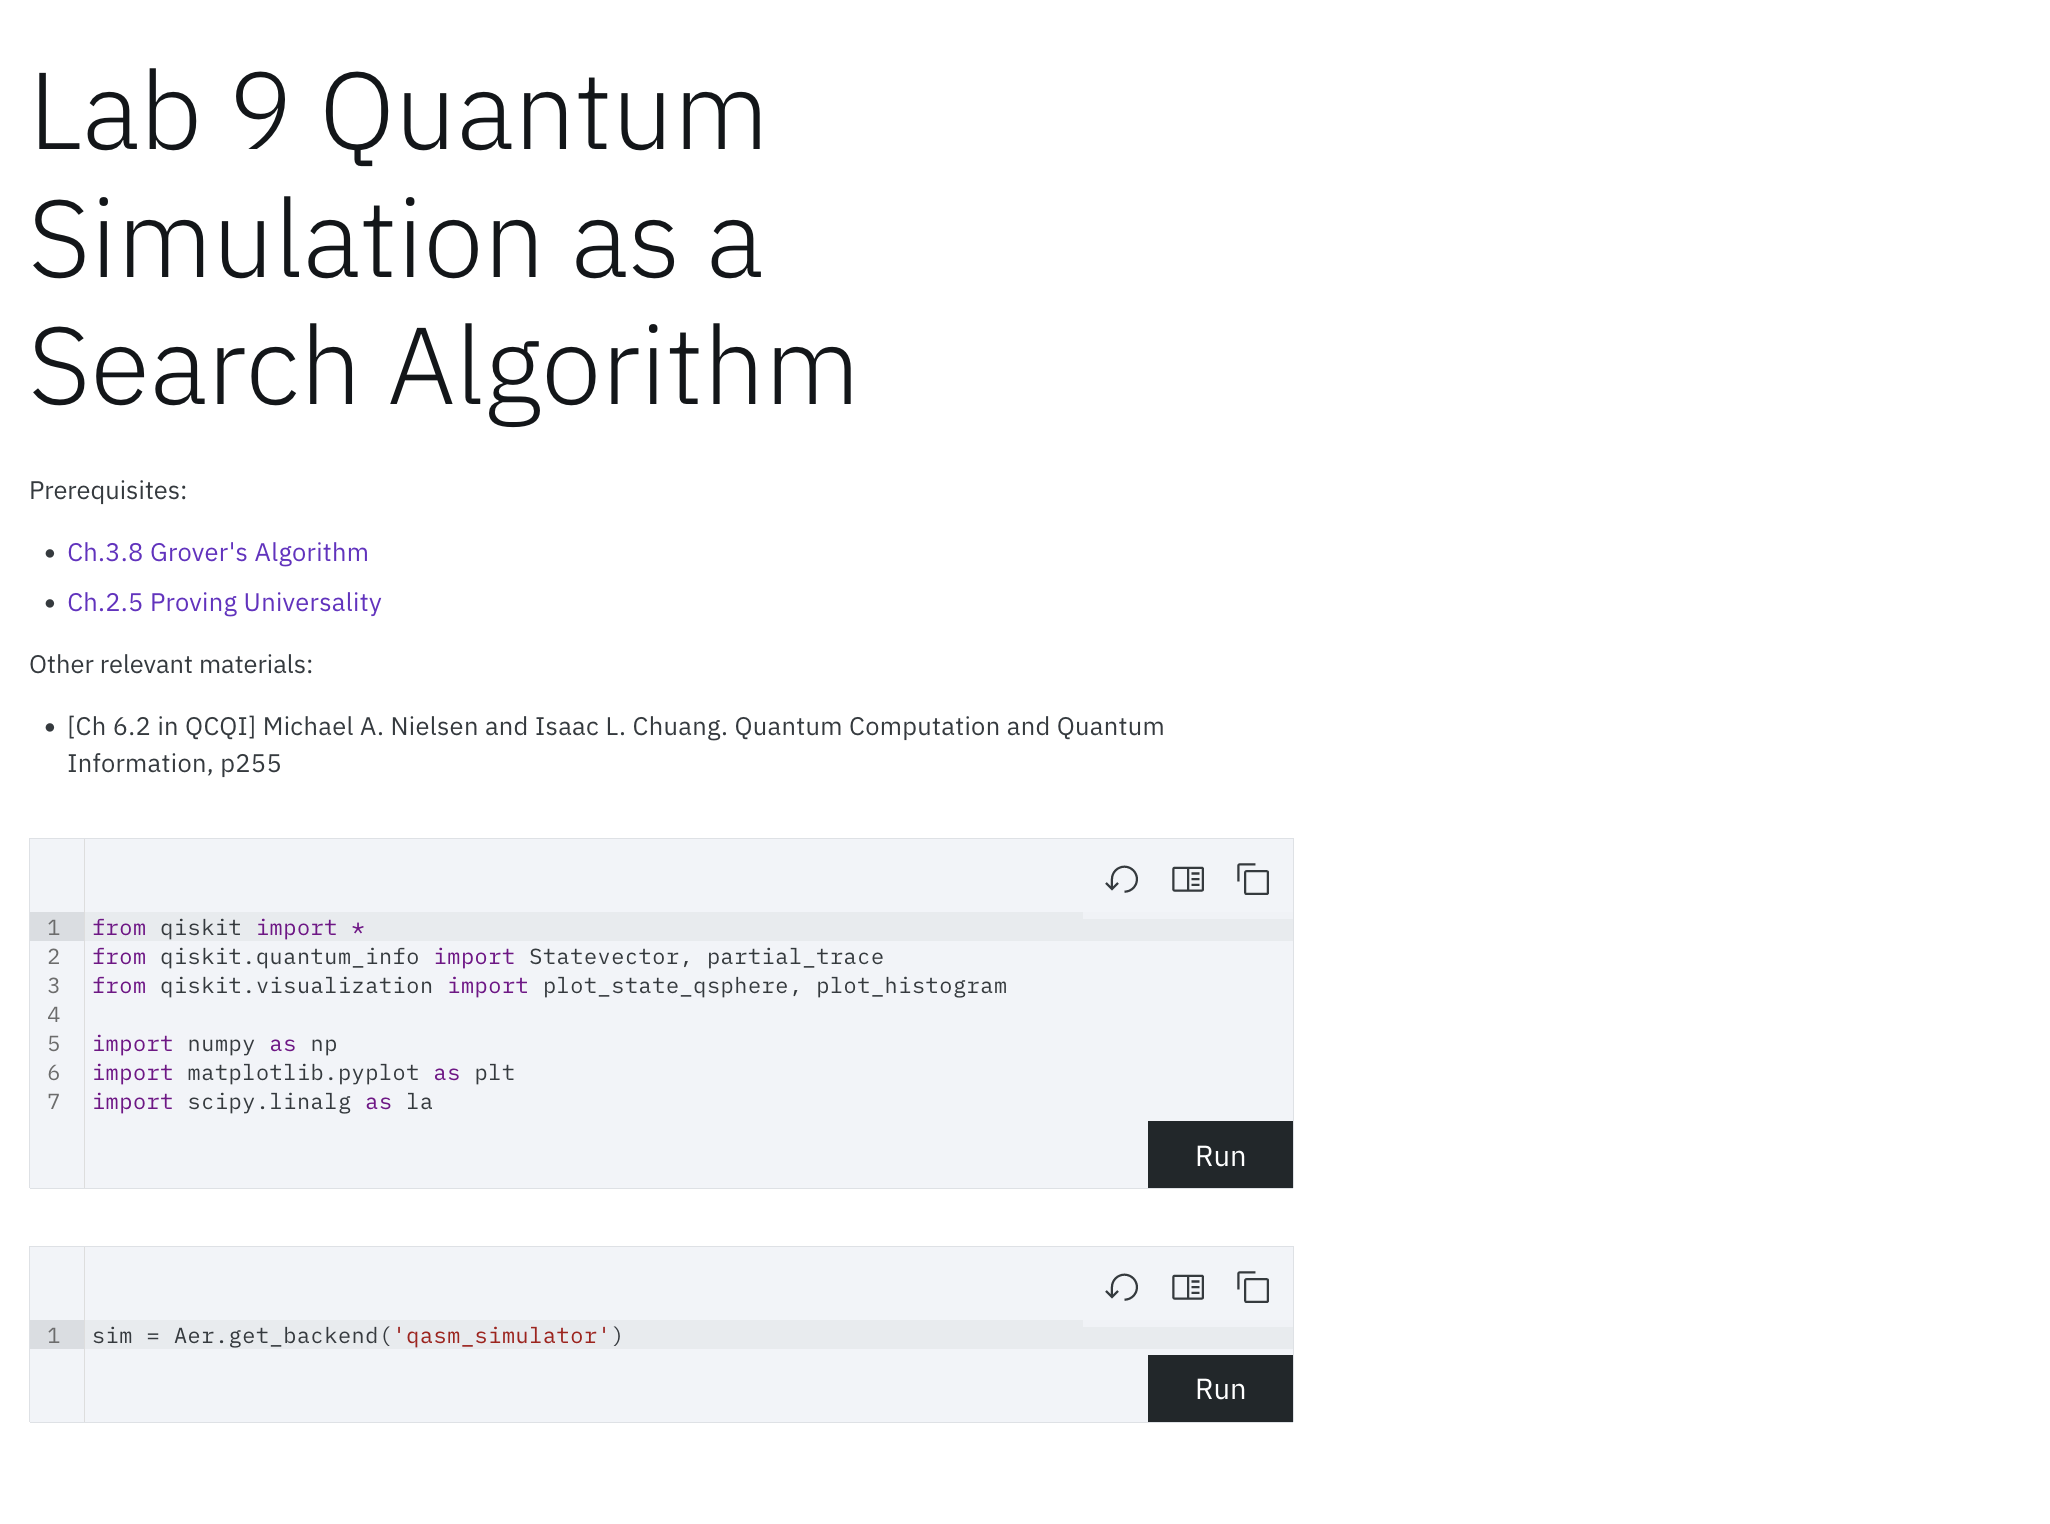 Lab 9 Quantum
Simulation as a
Search Algorithm
Prerequisites:
• Ch.3.8 Grover's Algorithm
• Ch.2.5 Proving Universality
Other relevant materials:
• [Ch 6.2 in QCQI] Michael A. Nielsen and Isaac L. Chuang. Quantum Computation and Quantum
Information, p255
1 from qiskit import *
2 from qiskit.quantum_info import Statevector, partial_trace
3 from qiskit.visualization import plot_state_qsphere, plot_histogram
4
5 import numpy as np
6 import matplotlib.pyplot as plt
7 import scipy.linalg as la
Run
1 sim = Aer.get_backend('qasm_simulator')
Run